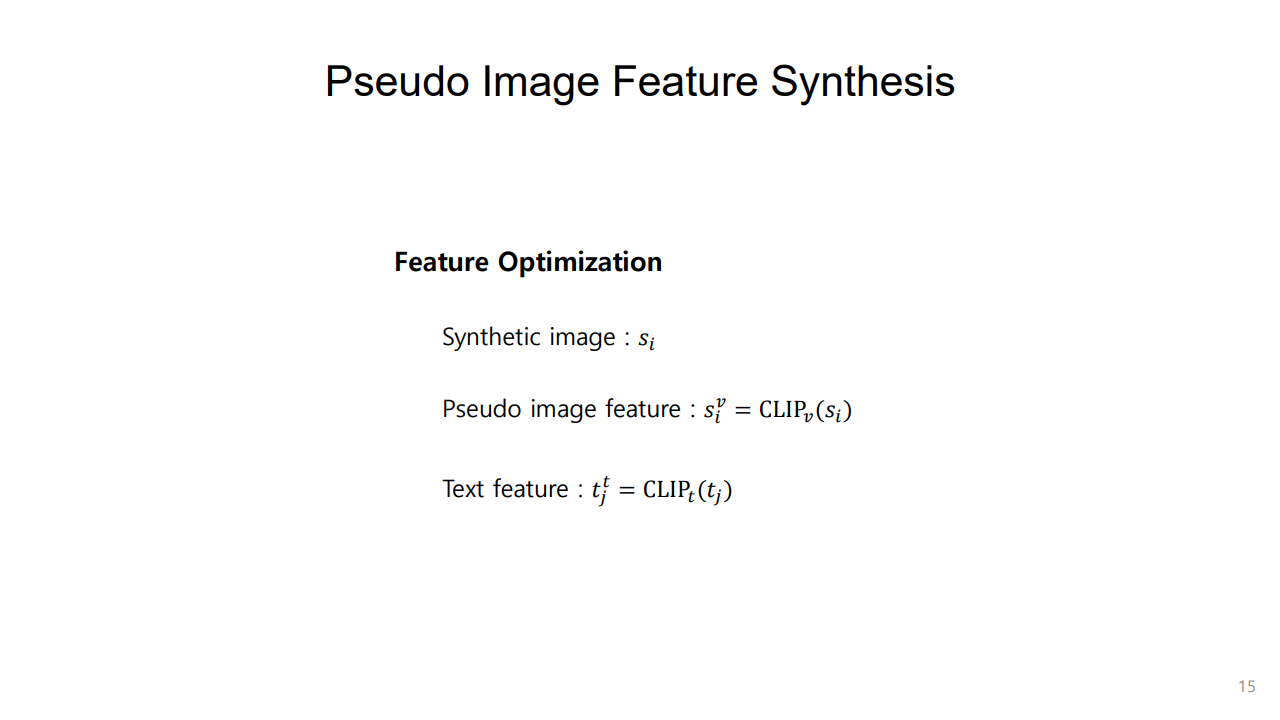 Pseudo Image Feature Synthesis
Feature Optimization
Synthetic image : $s_i$
Pseudo image feature : $s_i^v = \mathrm{CLIP}_v(s_i)$
Text feature : $t_j^t = \mathrm{CLIP}_t(t_j)$
15